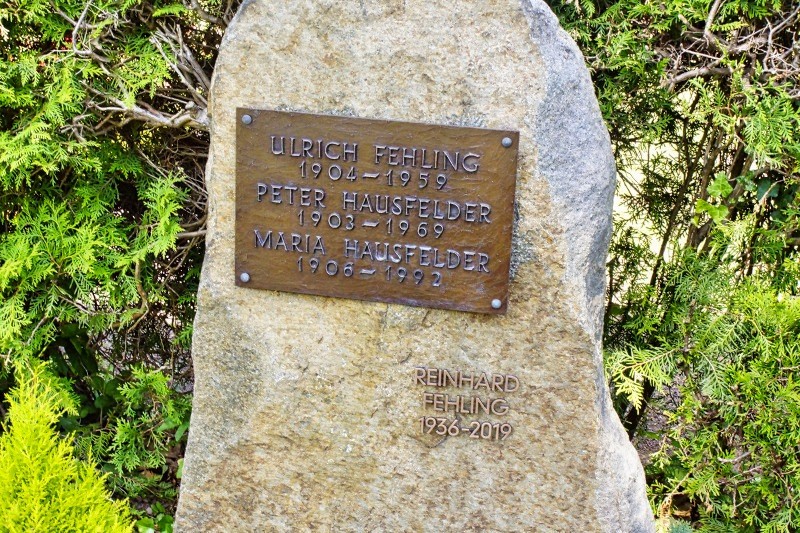 ULRICH FEHLING
1904–1959
PETER HAUSFELDER
1903–1969
MARIA HAUSFELDER
1906–1992
REINHARD
FEHLING
1936–2019